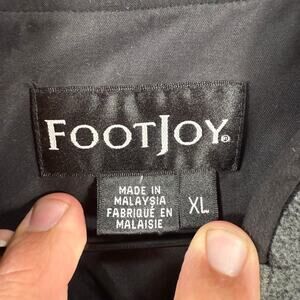 FOOTJOY®
MADE IN
MALAYSIA
FABRIQUÉ EN
MALAISIE
XL